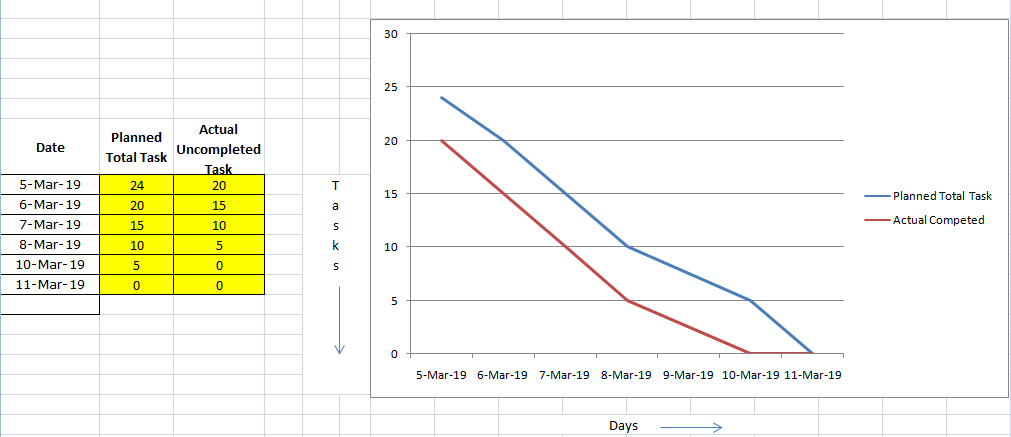 Date Planned Total Task Actual Uncompleted Task
5-Mar-19 24 20
6-Mar-19 20 15
7-Mar-19 15 10
8-Mar-19 10 5
10-Mar-19 5 0
11-Mar-19 0 0
T
a
s
k
s
30
25
20
15
10
5
0
5-Mar-19 6-Mar-19 7-Mar-19 8-Mar-19 9-Mar-19 10-Mar-19 11-Mar-19
Planned Total Task
Actual Competed
Days